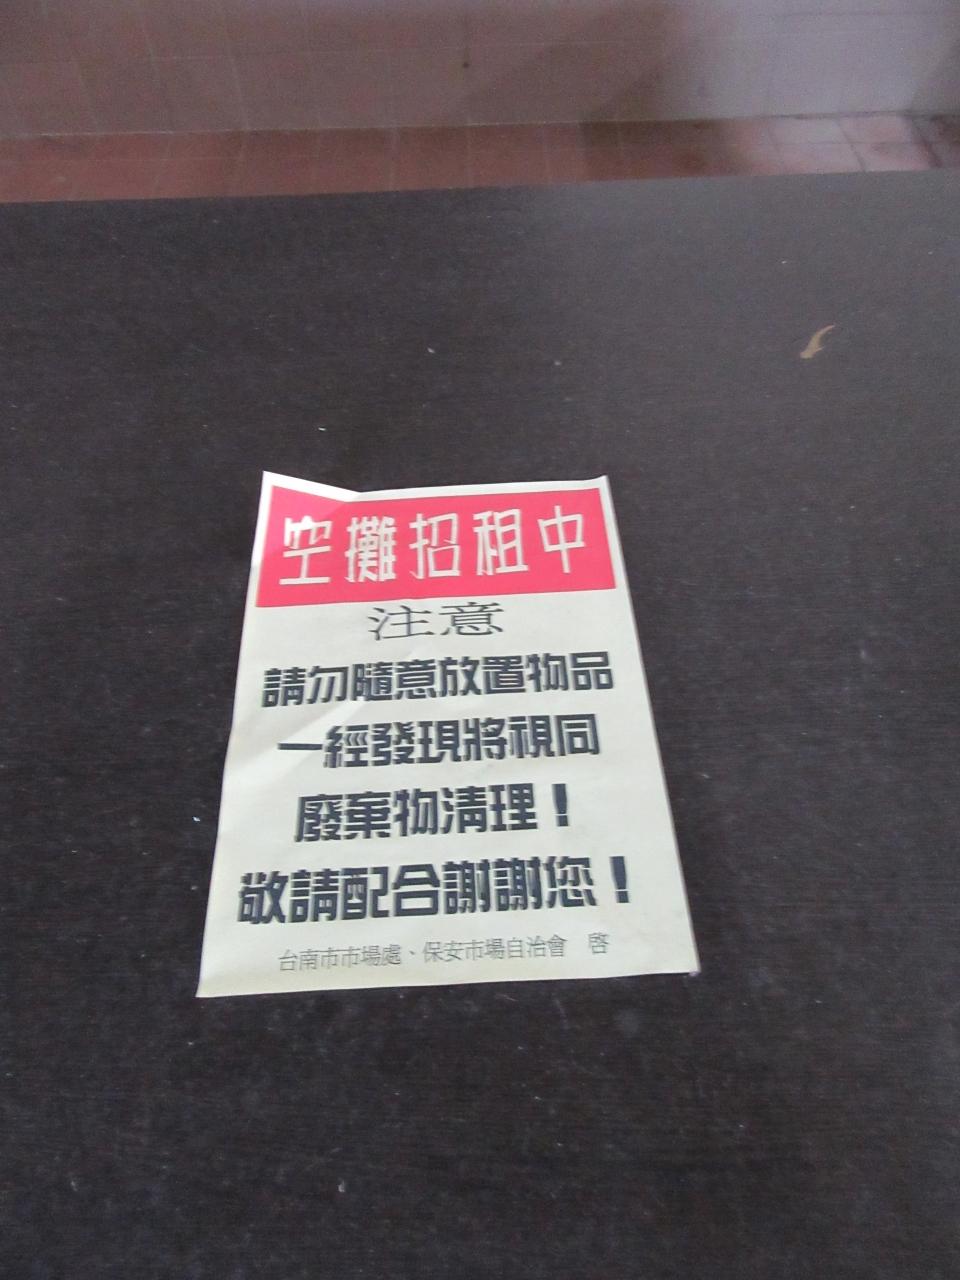 空攤招租中
注意
請勿隨意放置物品
一經發現將視同
廢棄物清理！
敬請配合謝謝您！
台南市市場處、保安市場自治會　啓